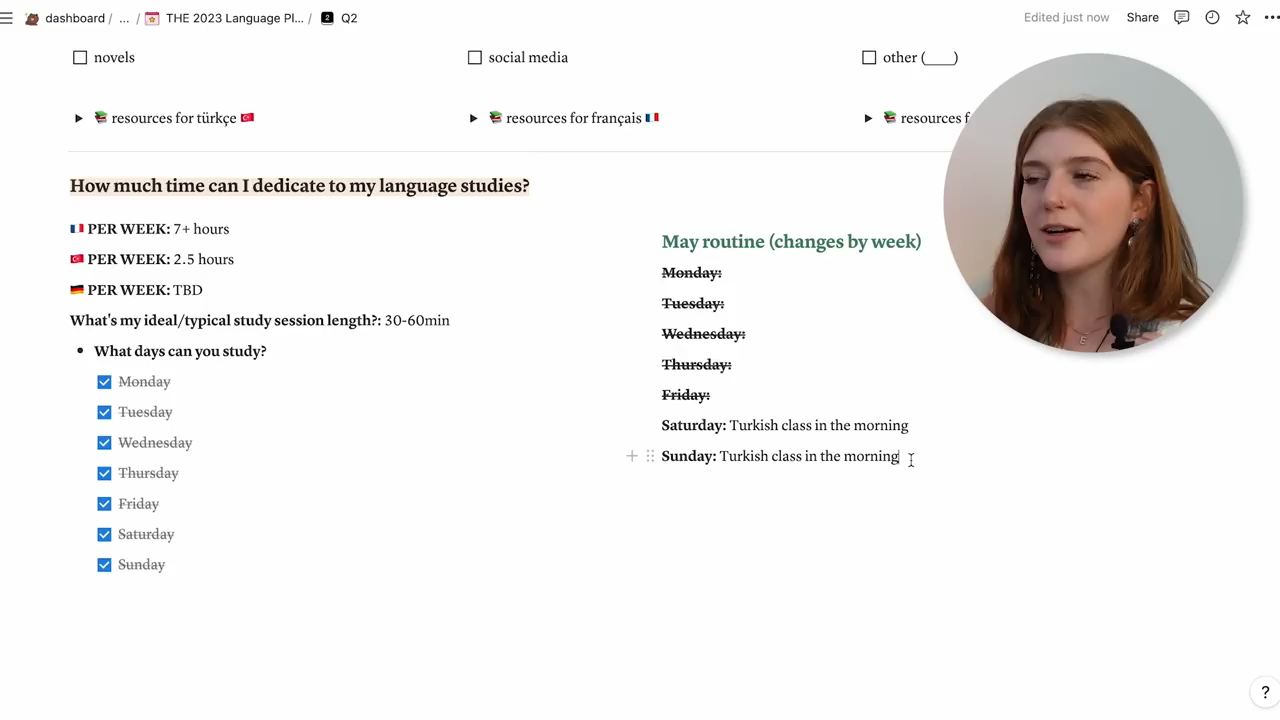 dashboard / ... / THE 2023 Language Pl... / 2 Q2
Edited just now Share
novels
social media
other (____)
resources for türkçe
resources for français
resources f
How much time can I dedicate to my language studies?
PER WEEK: 7+ hours
PER WEEK: 2.5 hours
PER WEEK: TBD
What's my ideal/typical study session length?: 30-60min
What days can you study?
Monday
Tuesday
Wednesday
Thursday
Friday
Saturday
Sunday
May routine (changes by week)
Monday:
Tuesday:
Wednesday:
Thursday:
Friday:
Saturday: Turkish class in the morning
Sunday: Turkish class in the morning
E
?